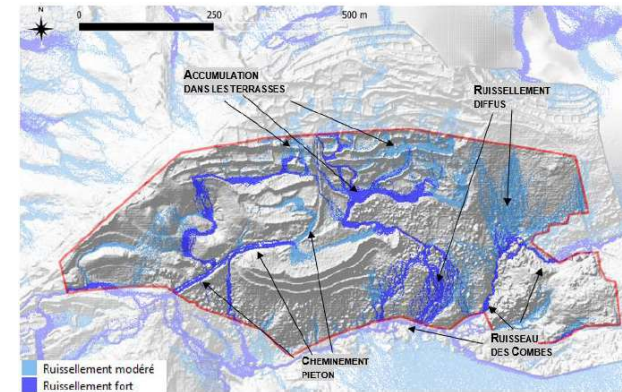 N
0 250 500 m
ACCUMULATION
DANS LES TERRASSES
RUISSELLEMENT
DIFFUS
RUISSEAU
DES COMBES
CHEMINEMENT
PIETON
Ruissellement modéré
Ruissellement fort